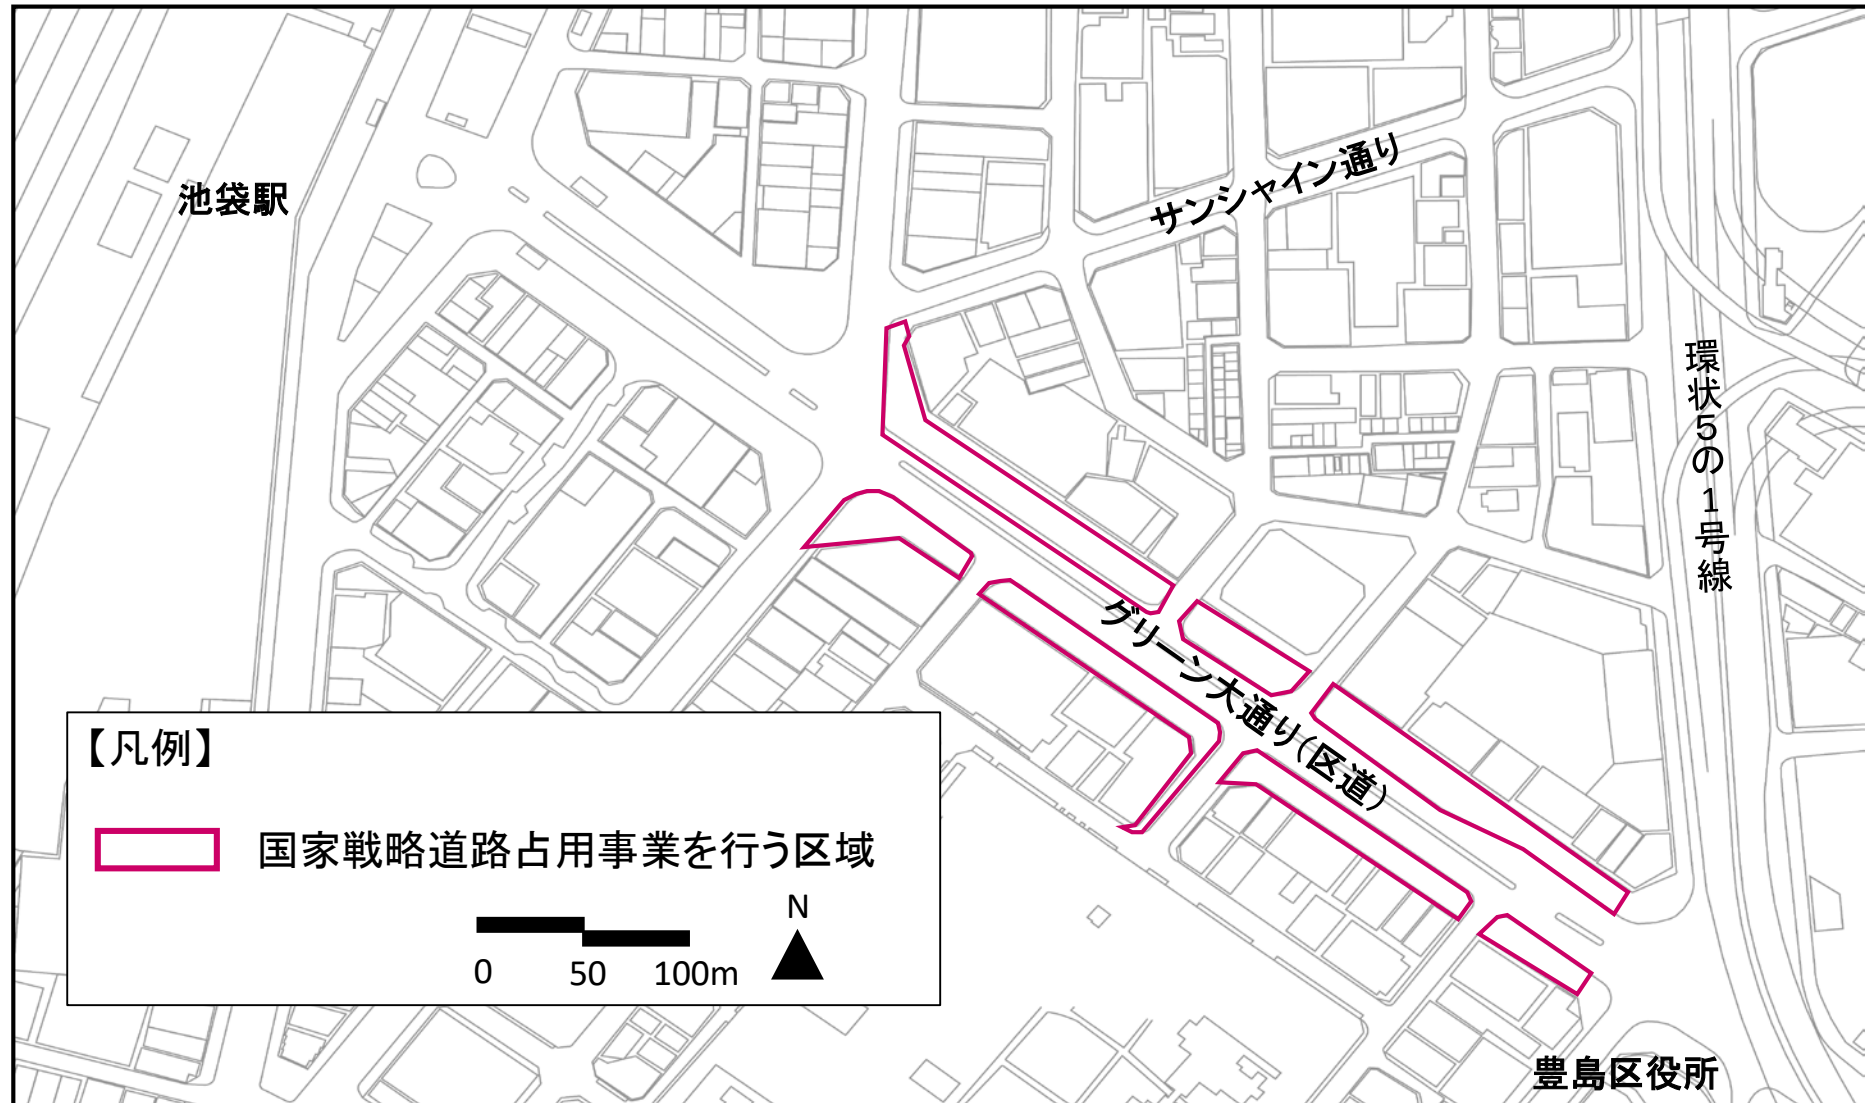 池袋駅
サンシャイン通り
環状5の1号線
グリーン大通り(区道)
【凡例】
国家戦略道路占用事業を行う区域
N
0 50 100m
豊島区役所